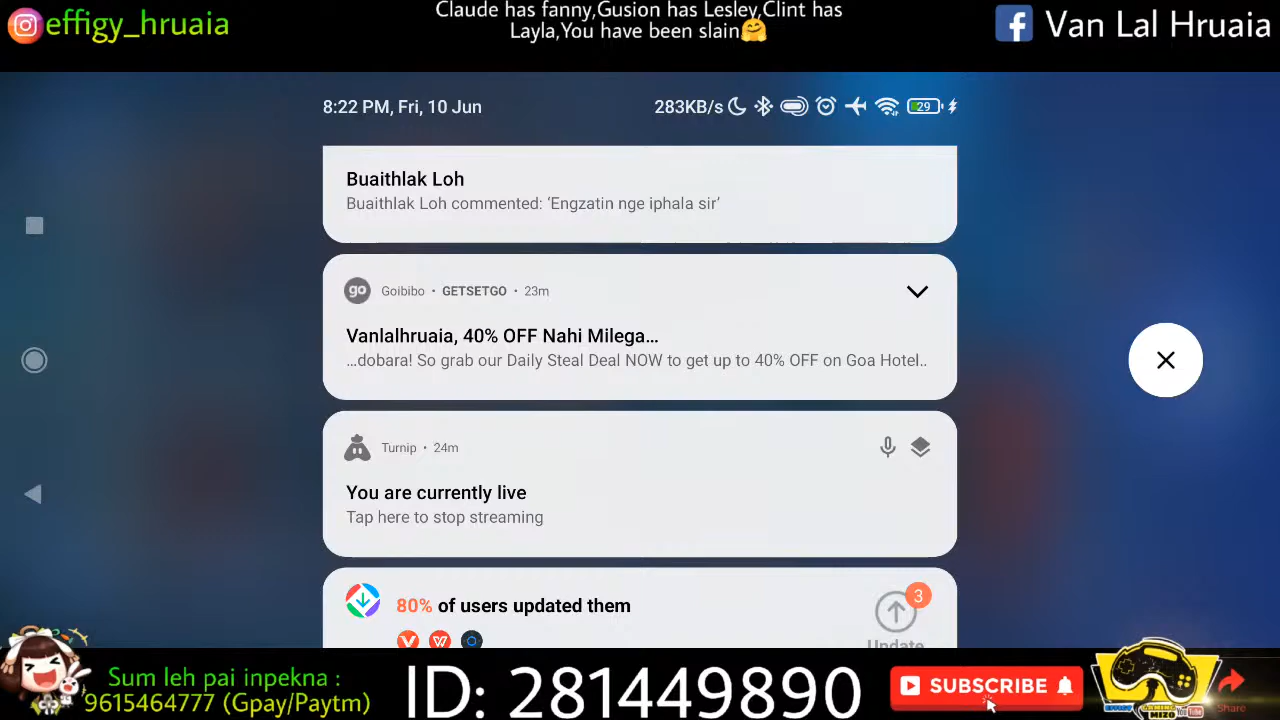 effigy_hruaia
Claude has fanny,Gusion has Lesley,Clint has
Layla,You have been slain🤗
Van Lal Hruaia
8:22 PM, Fri, 10 Jun
283KB/s
29
Buaithlak Loh
Buaithlak Loh commented: ‘Engzatin nge iphala sir’
go Goibibo • GETSETGO • 23m
Vanlalhruaia, 40% OFF Nahi Milega...
...dobara! So grab our Daily Steal Deal NOW to get up to 40% OFF on Goa Hotel..
Turnip • 24m
You are currently live
Tap here to stop streaming
80% of users updated them
3
Update
Sum leh pai inpekna :
9615464777 (Gpay/Paytm)
ID: 281449890
SUBSCRIBE
Share